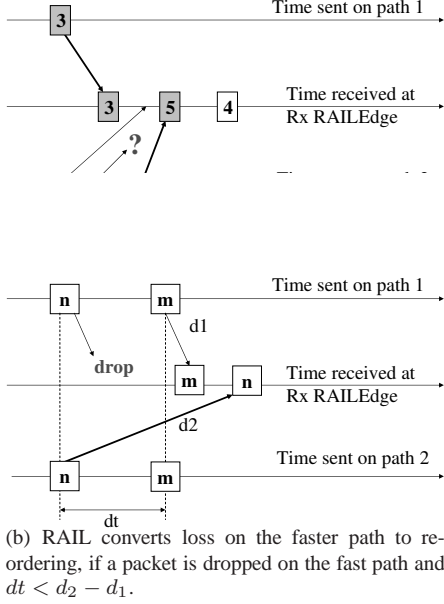 Time sent on path 1
3
3 5 4
Time received at
Rx RAILEdge
?
Time sent on path 1
n m
d1
drop
m n
Time received at
Rx RAILEdge
d2
Time sent on path 2
n m
dt
(b) RAIL converts loss on the faster path to re-
ordering, if a packet is dropped on the fast path and
dt < d2 − d1.